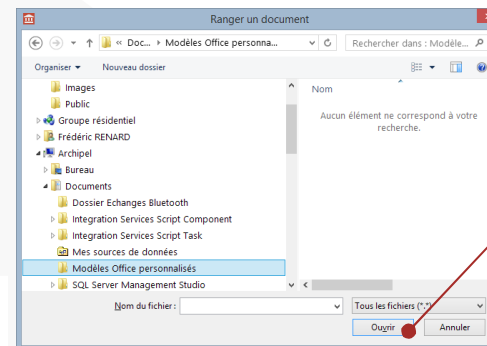 Ranger un document
« Doc... Modèles Office personna...
Rechercher dans : Modèle...
Organiser
Nouveau dossier
Images
Public
Groupe résidentiel
Frédéric RENARD
Archipel
Bureau
Documents
Dossier Echanges Bluetooth
Integration Services Script Component
Integration Services Script Task
Mes sources de données
Modèles Office personnalisés
SQL Server Management Studio
Nom
Aucun élément ne correspond à votre
recherche.
Nom du fichier :
Tous les fichiers (*.*)
Ouvrir
Annuler